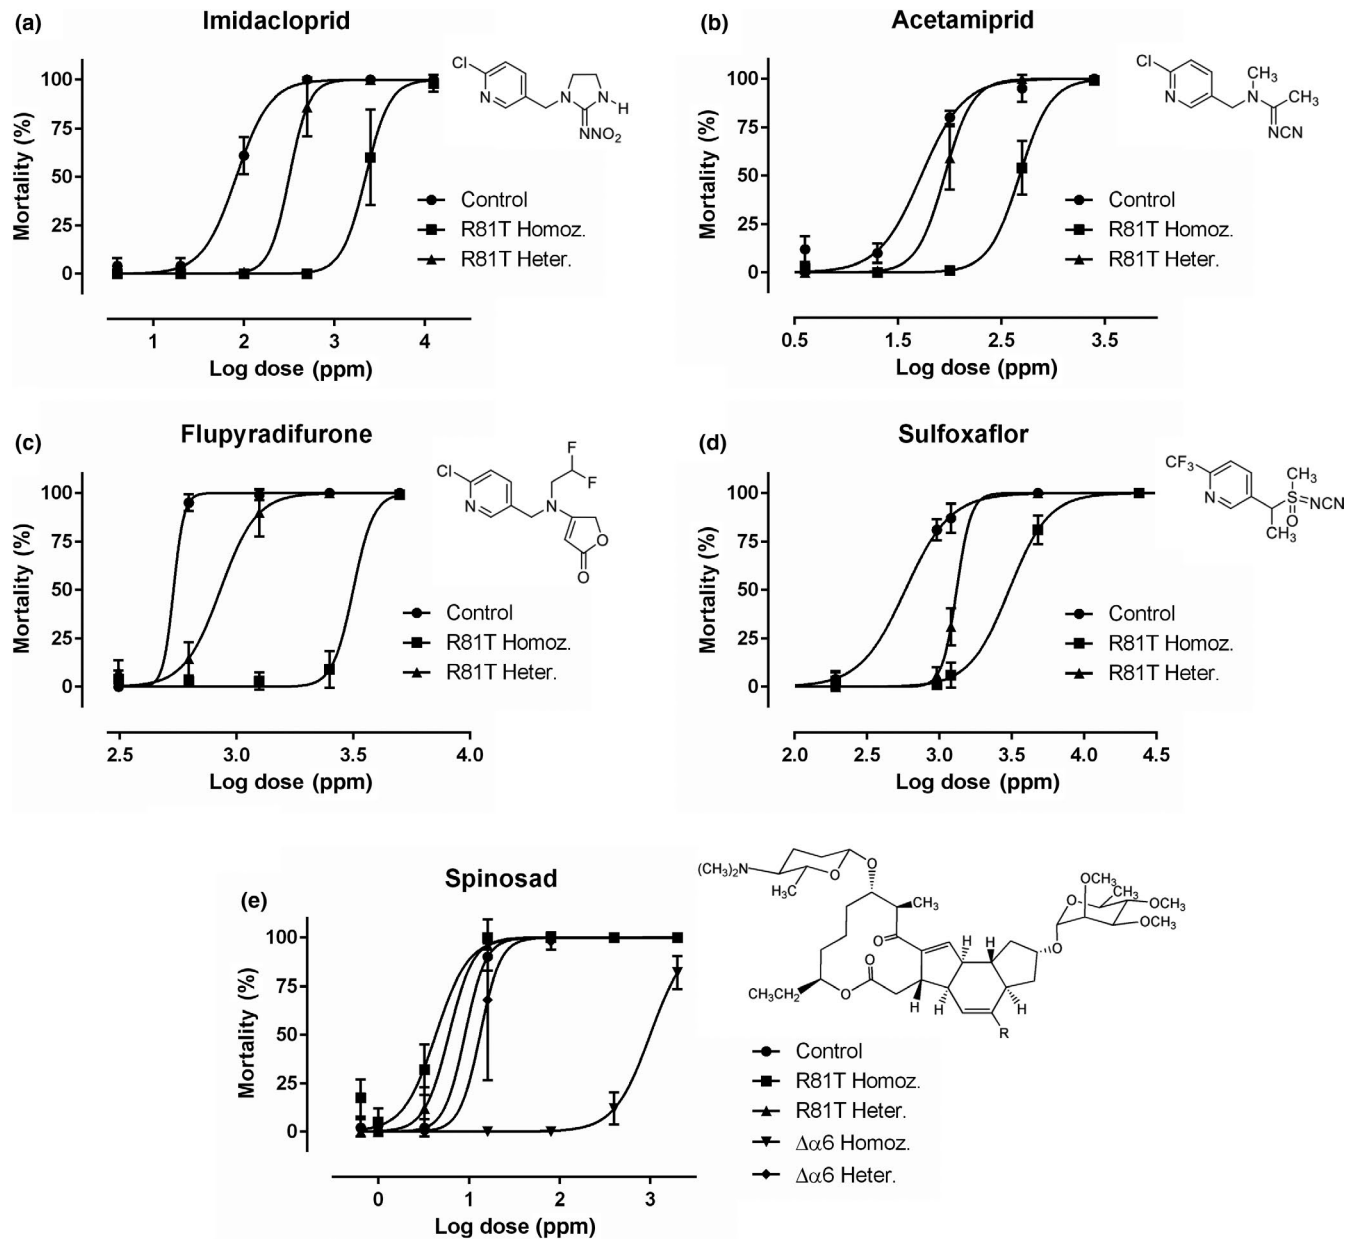 (a)
Imidacloprid
100
75
50
25
0
Mortality (%)
1 2 3 4
Log dose (ppm)
Control
R81T Homoz.
R81T Heter.
Cl
N
N
N
H
NNO2
(b)
Acetamiprid
100
75
50
25
0
Mortality (%)
0.5 1.5 2.5 3.5
Log dose (ppm)
Control
R81T Homoz.
R81T Heter.
Cl
CH3
N
N
CH3
NCN
(c)
Flupyradifurone
100
75
50
25
0
Mortality (%)
2.5 3.0 3.5 4.0
Log dose (ppm)
Control
R81T Homoz.
R81T Heter.
F
Cl
F
N
N
O
O
(d)
Sulfoxaflor
100
75
50
25
0
Mortality (%)
2.0 2.5 3.0 3.5 4.0 4.5
Log dose (ppm)
Control
R81T Homoz.
R81T Heter.
CF3
CH3
N
S NCN
O
CH3
(e)
Spinosad
100
75
50
25
0
Mortality (%)
0 1 2 3
Log dose (ppm)
(CH3)2N
O
O
H3C
CH3
O
OCH3
CH3
O
OCH3
OCH3
O
H
H
O
CH3CH2
O
H
H
H
H
R
Control
R81T Homoz.
R81T Heter.
Δα6 Homoz.
Δα6 Heter.